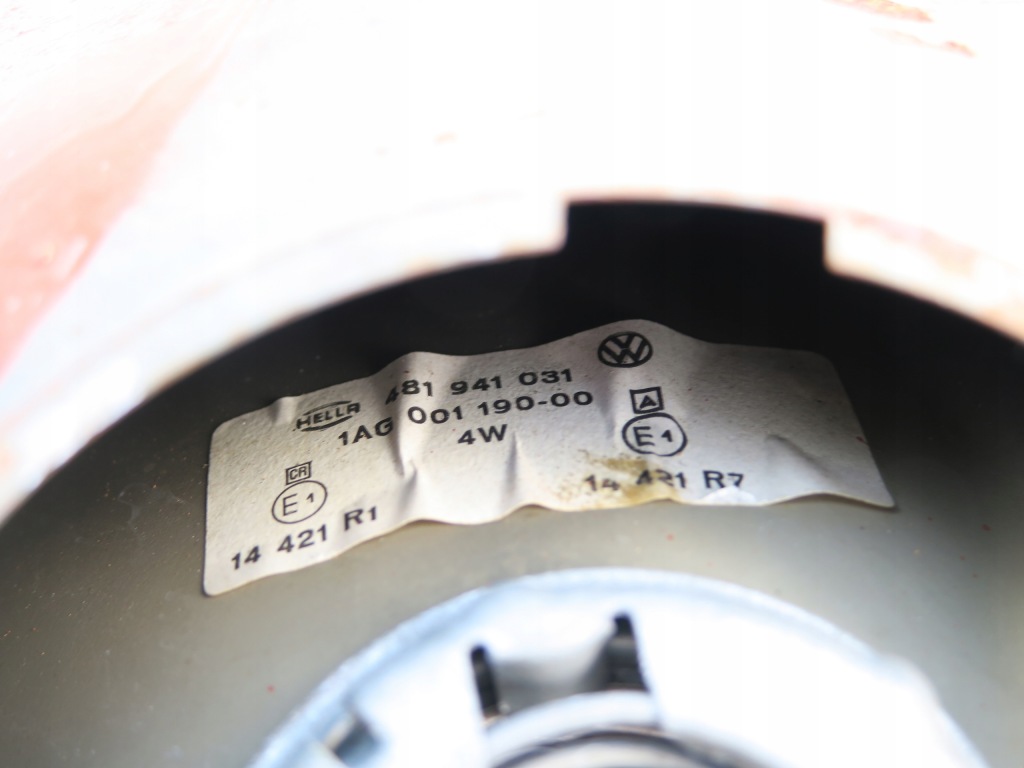 HELLA 481 941 031
1AG 001 190-00
4W
A
CR
E1
E1
14 421 R1
14 421 R7